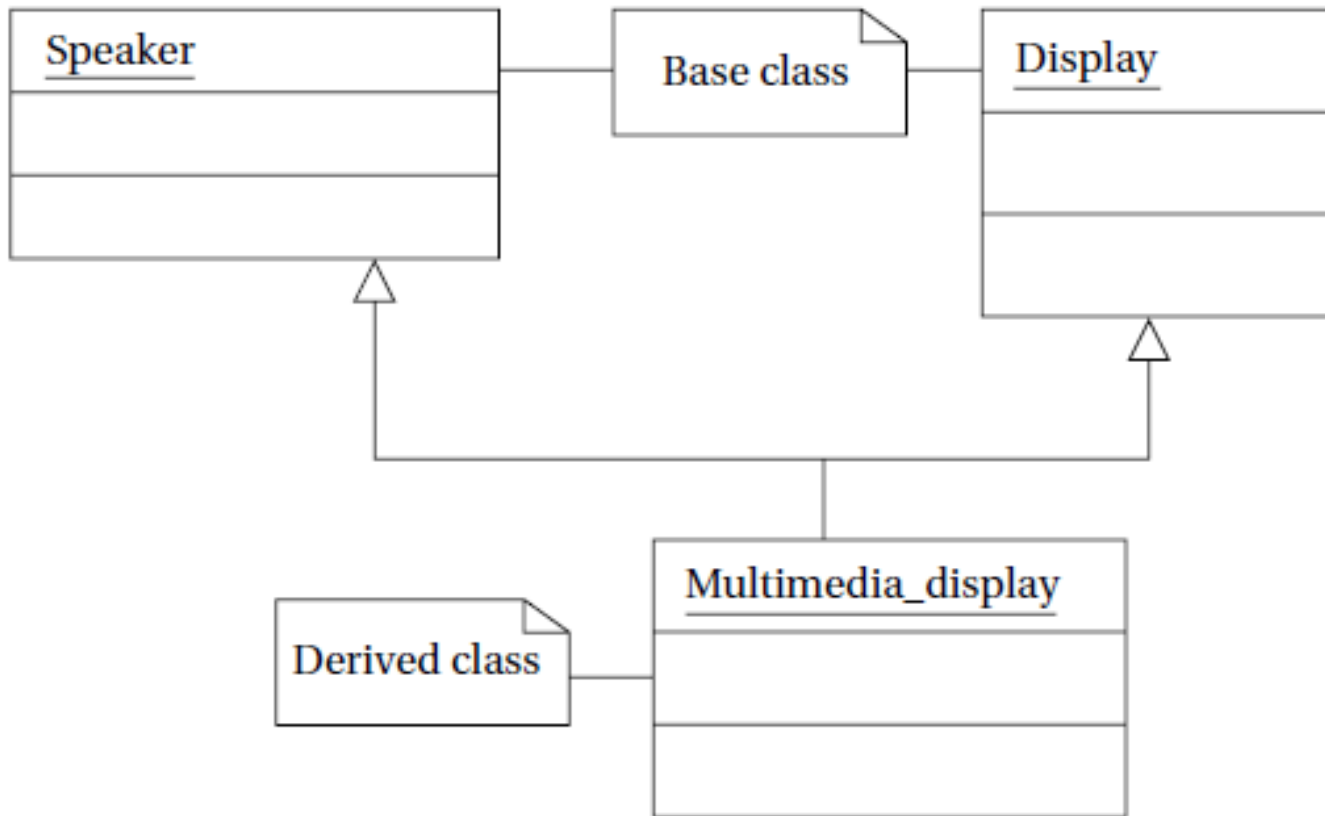 Speaker
Base class
Display
Multimedia_display
Derived class